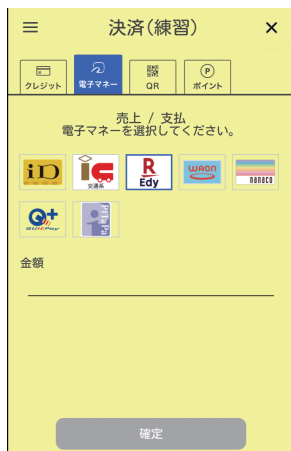 決済(練習)
クレジット
電子マネー
QR
P
ポイント
売上 / 支払
電子マネーを選択してください。
iD
IC
交通系
R
Edy
WAON
nanaco
Q+
QUICPay
PiTaPa
金額
確定